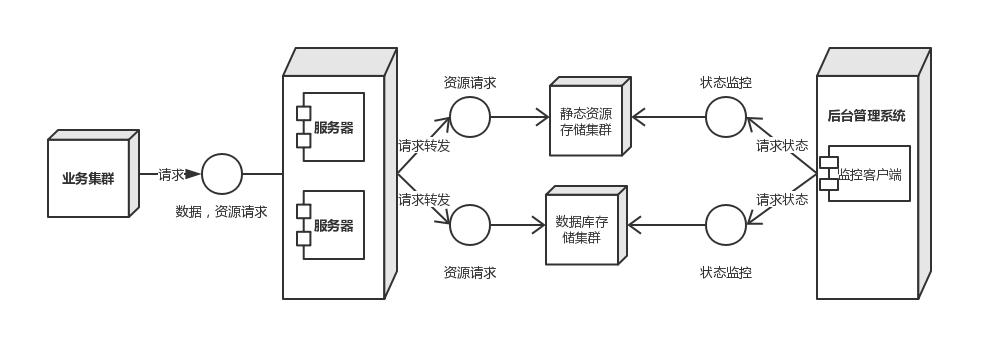 业务集群
请求
数据，资源请求
服务器
服务器
请求转发
请求转发
资源请求
资源请求
静态资源
存储集群
数据库存
储集群
状态监控
状态监控
请求状态
请求状态
后台管理系统
监控客户端